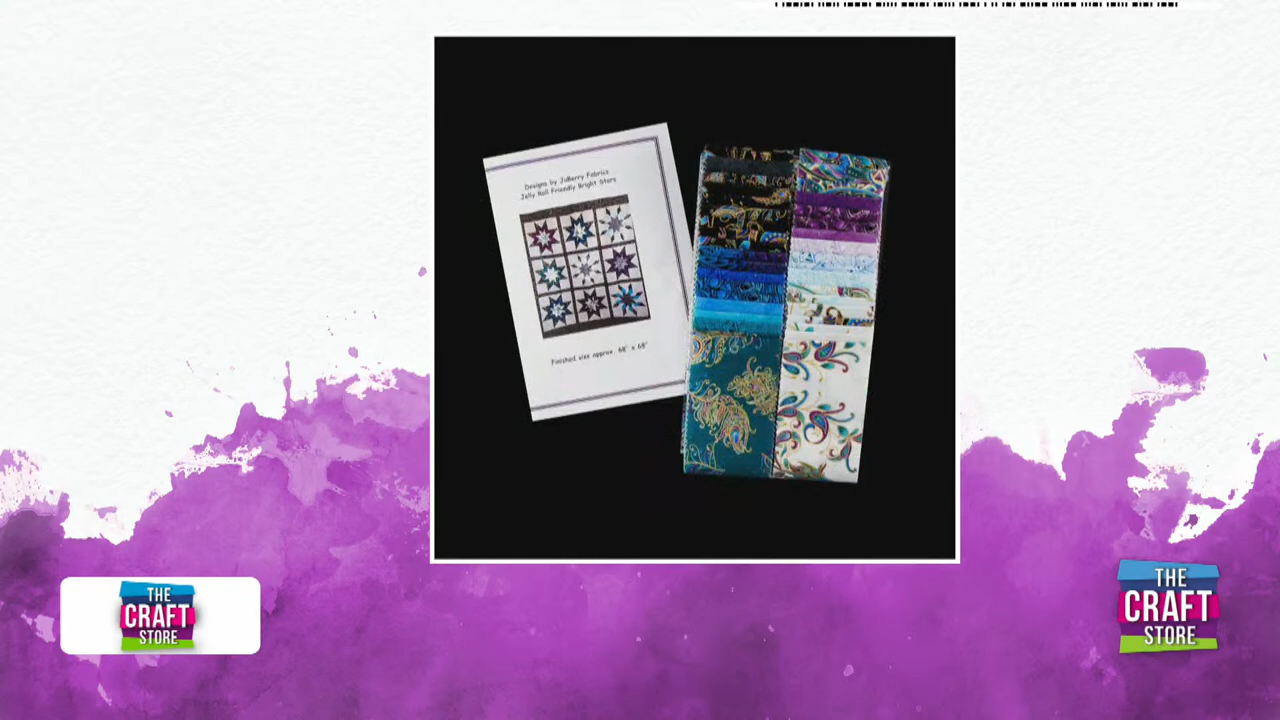 Designs by JuBerry Fabrics
Jelly Roll Friendly Bright Stars
Finished size approx. 68" x 68"
THE
CRAFT
STORE
THE
CRAFT
STORE